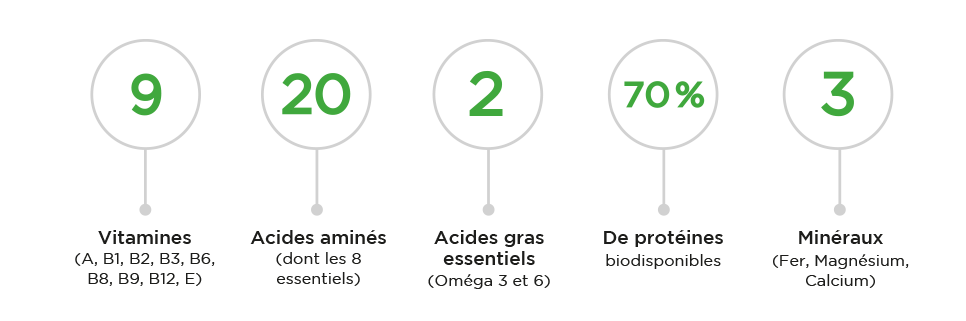 9
Vitamines
(A, B1, B2, B3, B6,
B8, B9, B12, E)
20
Acides aminés
(dont les 8
essentiels)
2
Acides gras
essentiels
(Oméga 3 et 6)
70 %
De protéines
biodisponibles
3
Minéraux
(Fer, Magnésium,
Calcium)